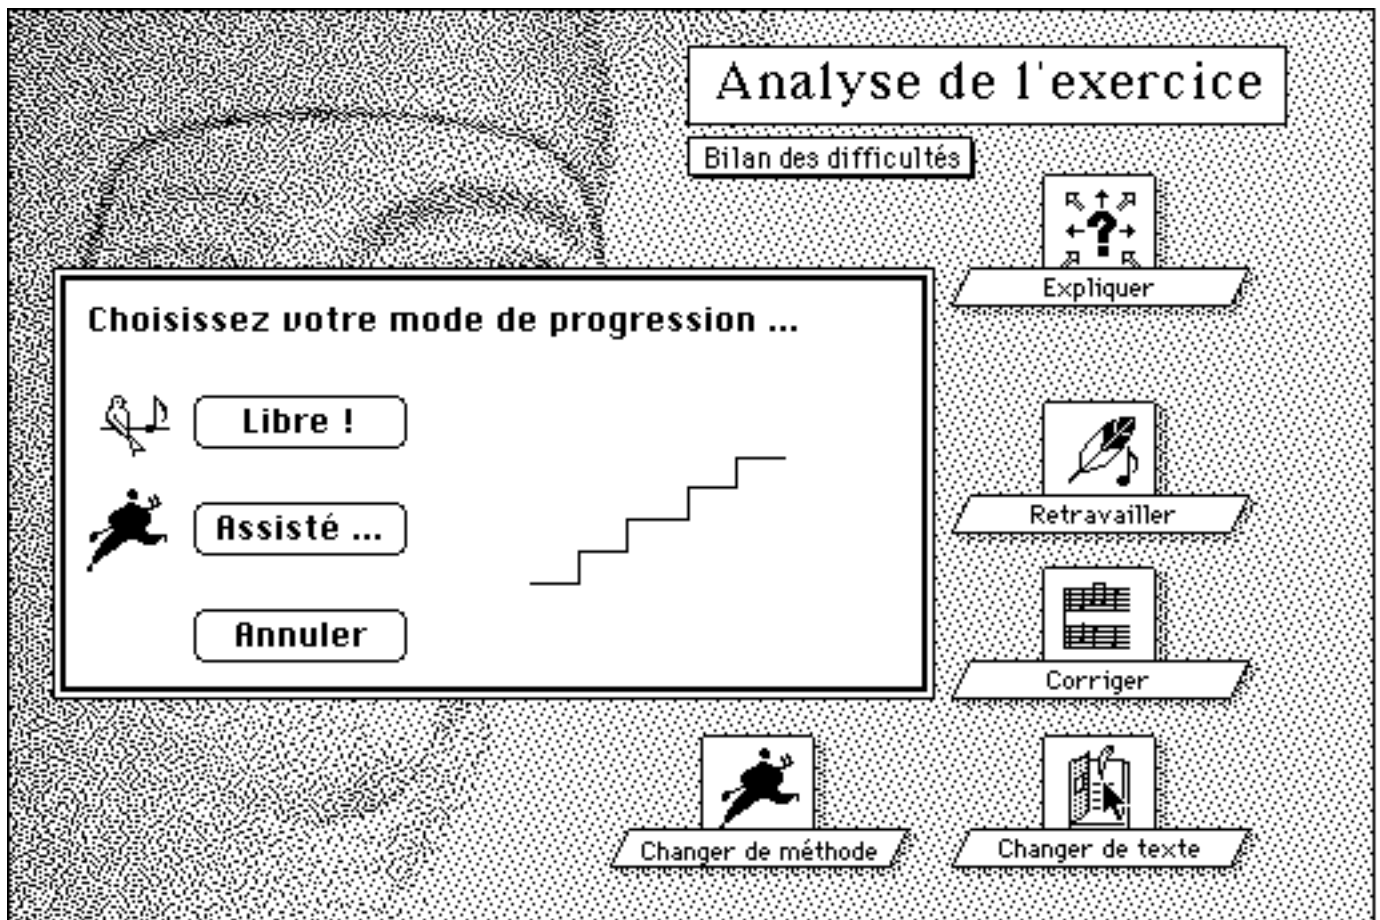 Analyse de l'exercice
Bilan des difficultés
Expliquer
Choisissez votre mode de progression ...
Libre !
Assisté ...
Annuler
Retravailler
Corriger
Changer de méthode
Changer de texte